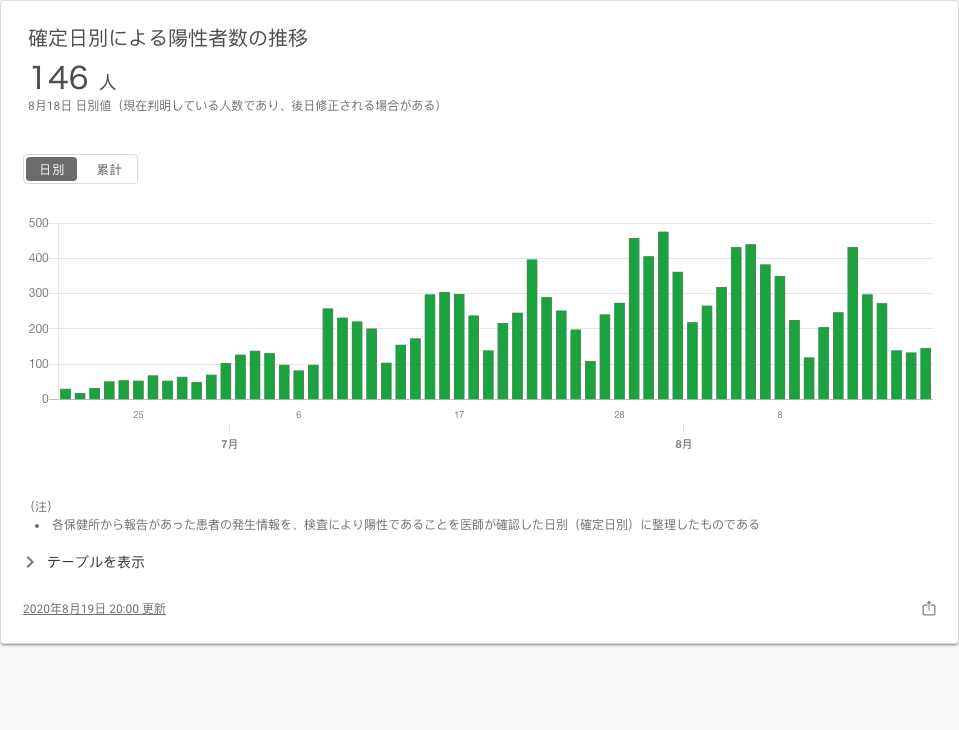 確定日別による陽性者数の推移
146 人
8月18日 日別値（現在判明している人数であり、後日修正される場合がある）
日別 累計
500
400
300
200
100
0
25 6 17 28 8
7月 8月
（注）
• 各保健所から報告があった患者の発生情報を、検査により陽性であることを医師が確認した日別（確定日別）に整理したものである
テーブルを表示
2020年8月19日 20:00 更新